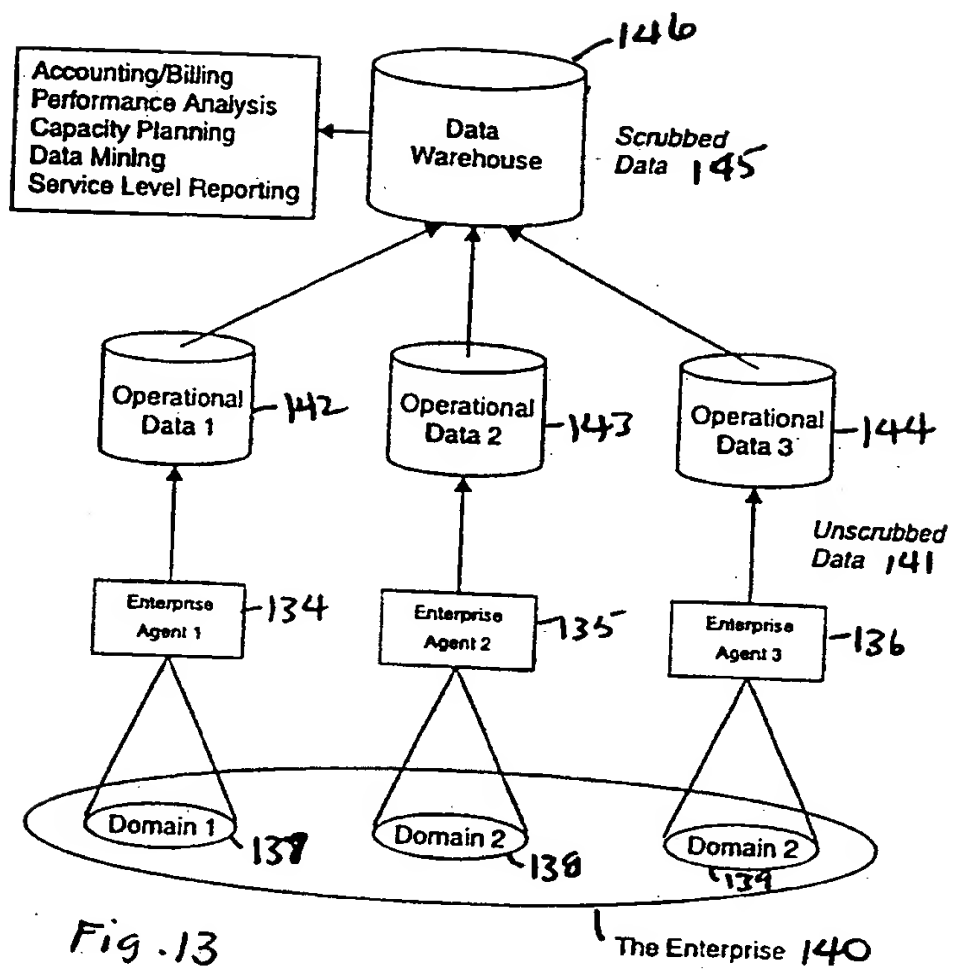 146
Accounting/Billing
Performance Analysis
Capacity Planning
Data Mining
Service Level Reporting
Data
Warehouse
Scrubbed
Data 145
Operational
Data 1
142
Operational
Data 2
143
Operational
Data 3
144
Unscrubbed
Data 141
Enterprise
Agent 1
134
Enterprise
Agent 2
135
Enterprise
Agent 3
136
Domain 1
137
Domain 2
138
Domain 2
139
Fig. 13
The Enterprise 140